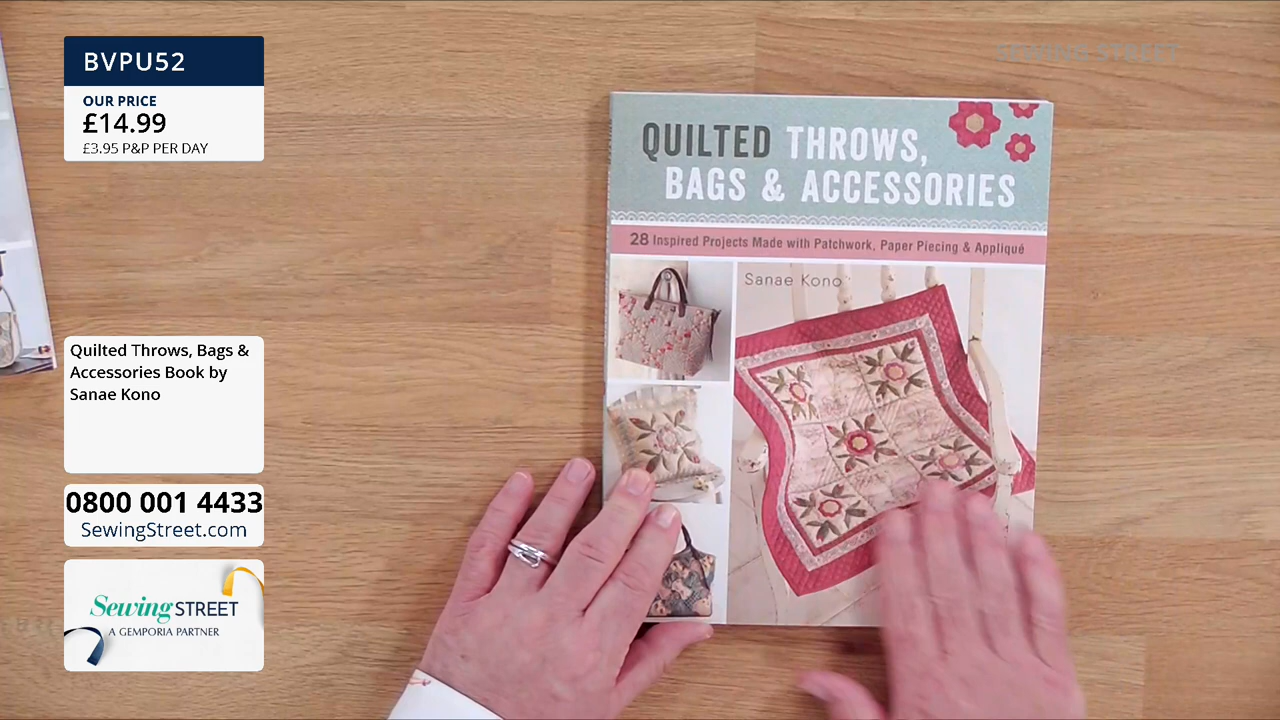 BVPU52
OUR PRICE
£14.99
£3.95 P&P PER DAY
SEWING STREET
QUILTED THROWS,
BAGS & ACCESSORIES
28 Inspired Projects Made with Patchwork, Paper Piecing & Appliqué
Sanae Kono
Quilted Throws, Bags &
Accessories Book by
Sanae Kono
0800 001 4433
SewingStreet.com
Sewing STREET
A GEMPORIA PARTNER